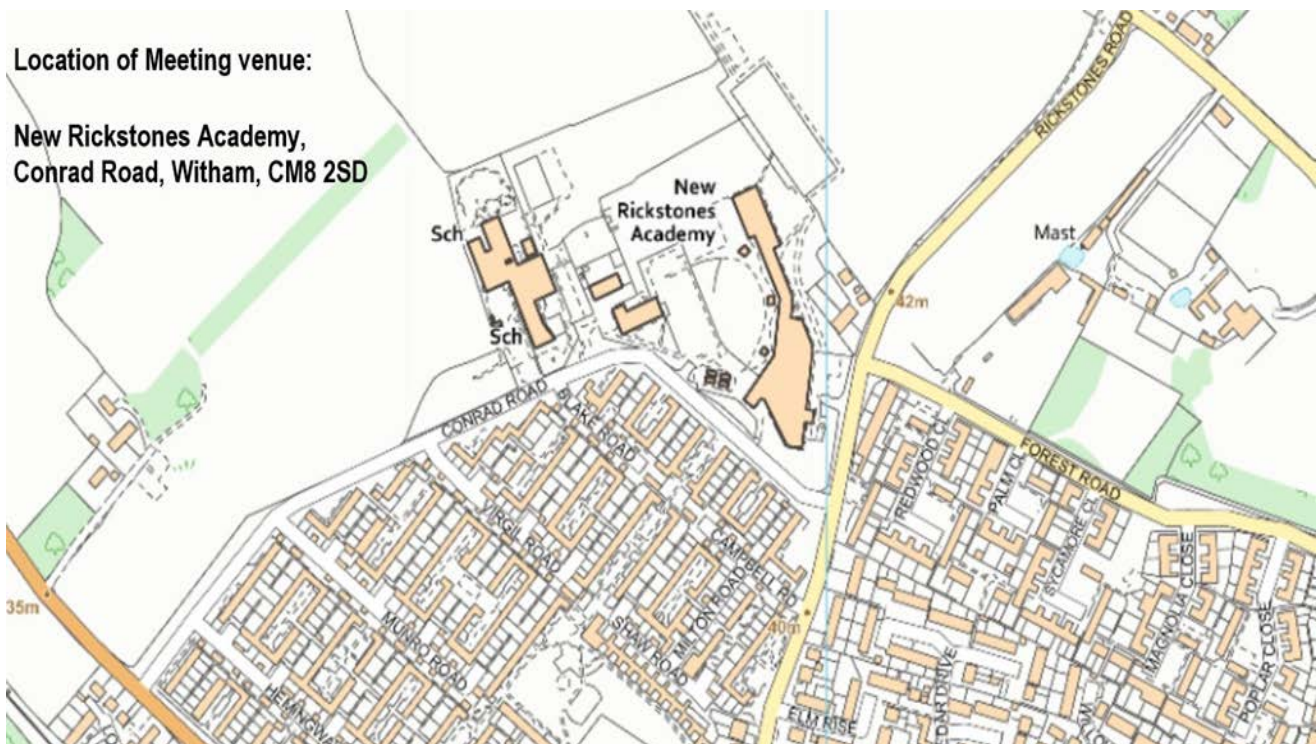 Location of Meeting venue:
New Rickstones Academy,
Conrad Road, Witham, CM8 2SD
RICKSTONES ROAD
New
Rickstones
Academy
Sch
Mast
42m
Sch
CONRAD ROAD
BLAKE ROAD
REDWOOD CL
PALM CL
FOREST ROAD
SYCAMORE CL
VIRGIL ROAD
CAMPBELL RD
MAGNOLIA CLOSE
35m
MUNRO ROAD
SHAW ROAD
MILTON ROAD
40m
POPLAR CLOSE
ELM RISE